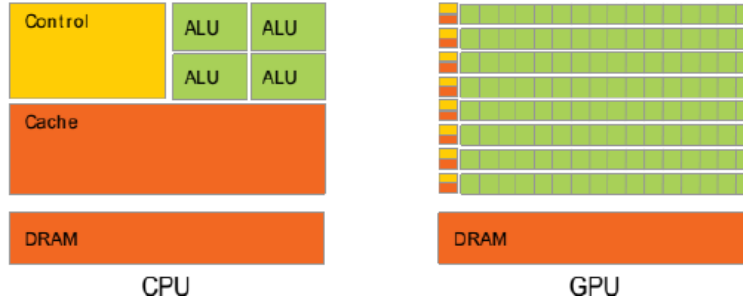 Control
ALU ALU
ALU ALU
Cache
DRAM
DRAM
CPU
GPU